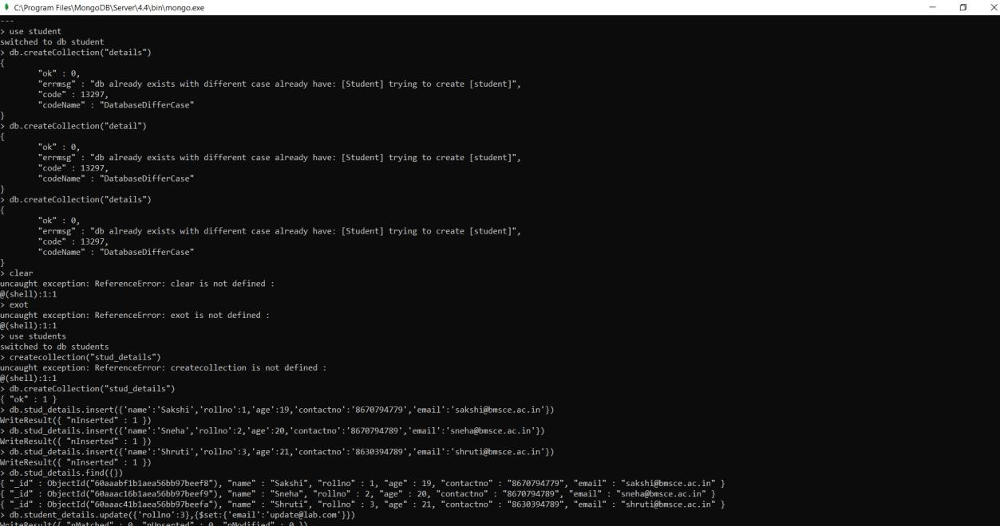 C:\Program Files\MongoDB\Server\4.4\bin\mongo.exe
---
> use student
switched to db student
> db.createCollection("details")
{
        "ok" : 0,
        "errmsg" : "db already exists with different case already have: [Student] trying to create [student]",
        "code" : 13297,
        "codeName" : "DatabaseDifferCase"
}
> db.createCollection("detail")
{
        "ok" : 0,
        "errmsg" : "db already exists with different case already have: [Student] trying to create [student]",
        "code" : 13297,
        "codeName" : "DatabaseDifferCase"
}
> db.createCollection("details")
{
        "ok" : 0,
        "errmsg" : "db already exists with different case already have: [Student] trying to create [student]",
        "code" : 13297,
        "codeName" : "DatabaseDifferCase"
}
> clear
uncaught exception: ReferenceError: clear is not defined :
@(shell):1:1
> exot
uncaught exception: ReferenceError: exot is not defined :
@(shell):1:1
> use students
switched to db students
> createcollection("stud_details")
uncaught exception: ReferenceError: createcollection is not defined :
@(shell):1:1
> db.createCollection("stud_details")
{ "ok" : 1 }
> db.stud_details.insert({'name':'Sakshi','rollno':1,'age':19,'contactno':'8670794779','email':'sakshi@bmsce.ac.in'})
WriteResult({ "nInserted" : 1 })
> db.stud_details.insert({'name':'Sneha','rollno':2,'age':20,'contactno':'8670794789','email':'sneha@bmsce.ac.in'})
WriteResult({ "nInserted" : 1 })
> db.stud_details.insert({'name':'Shruti','rollno':3,'age':21,'contactno':'8630394789','email':'shruti@bmsce.ac.in'})
WriteResult({ "nInserted" : 1 })
> db.stud_details.find({})
{ "_id" : ObjectId("60aaabf1b1aea56bb97beef8"), "name" : "Sakshi", "rollno" : 1, "age" : 19, "contactno" : "8670794779", "email" : "sakshi@bmsce.ac.in" }
{ "_id" : ObjectId("60aaac16b1aea56bb97beef9"), "name" : "Sneha", "rollno" : 2, "age" : 20, "contactno" : "8670794789", "email" : "sneha@bmsce.ac.in" }
{ "_id" : ObjectId("60aaac41b1aea56bb97beefa"), "name" : "Shruti", "rollno" : 3, "age" : 21, "contactno" : "8630394789", "email" : "shruti@bmsce.ac.in" }
> db.student_details.update({'rollno':3},{$set:{'email':'update@lab.com'}})
WriteResult({ "nMatched" : 0, "nUpserted" : 0, "nModified" : 0 })